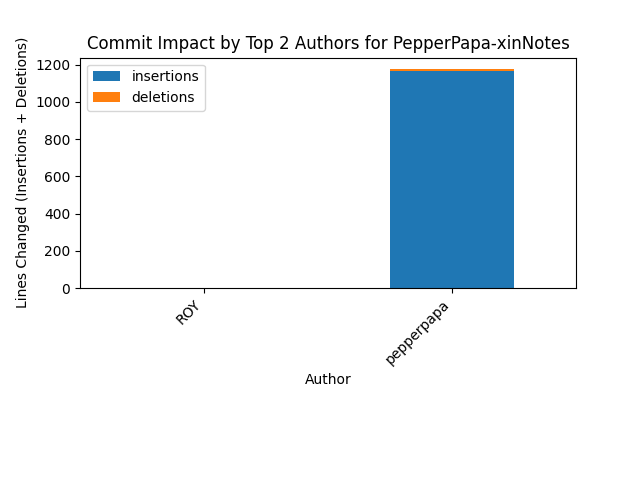 Commit Impact by Top 2 Authors for PepperPapa-xinNotes
Lines Changed (Insertions + Deletions)
1200
1000
800
600
400
200
0
insertions
deletions
ROY
pepperpapa
Author